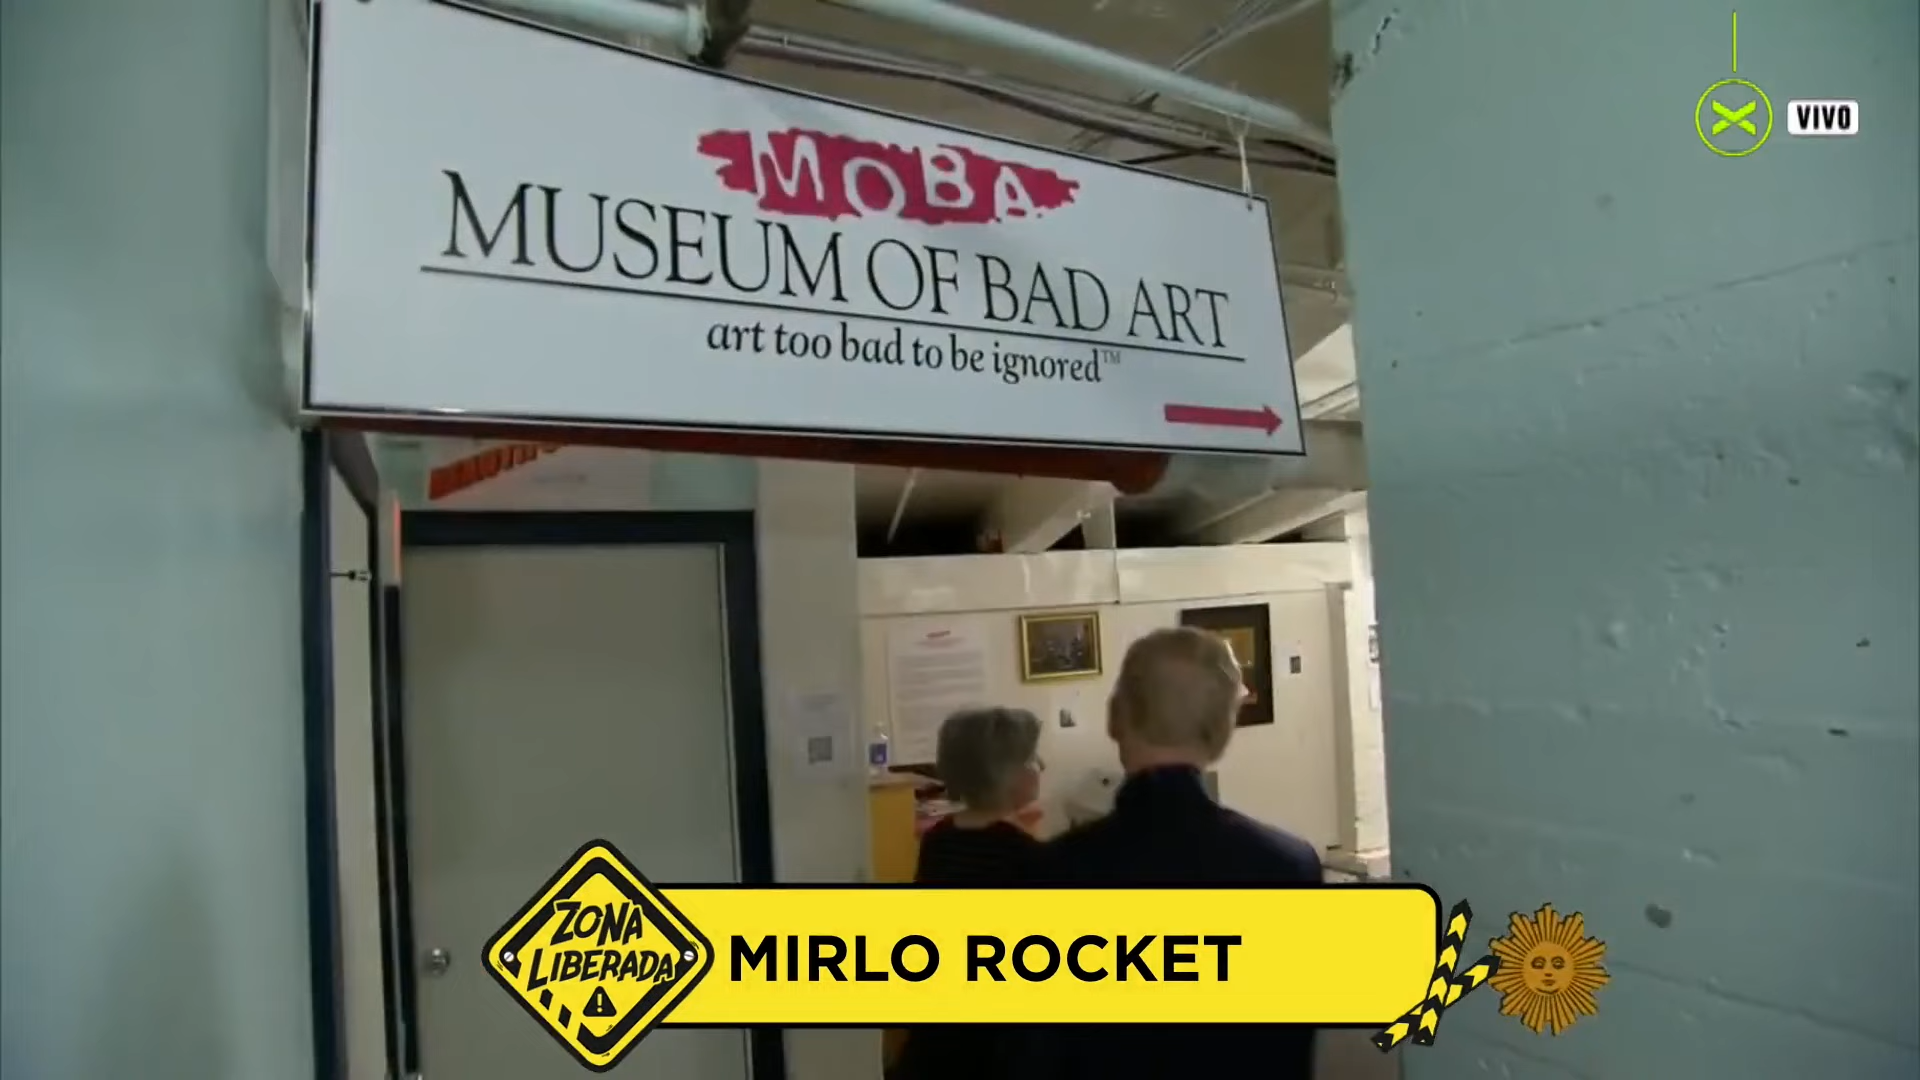 MOBA
MUSEUM OF BAD ART
art too bad to be ignored™
VIVO
ZONA
LIBERADA
MIRLO ROCKET